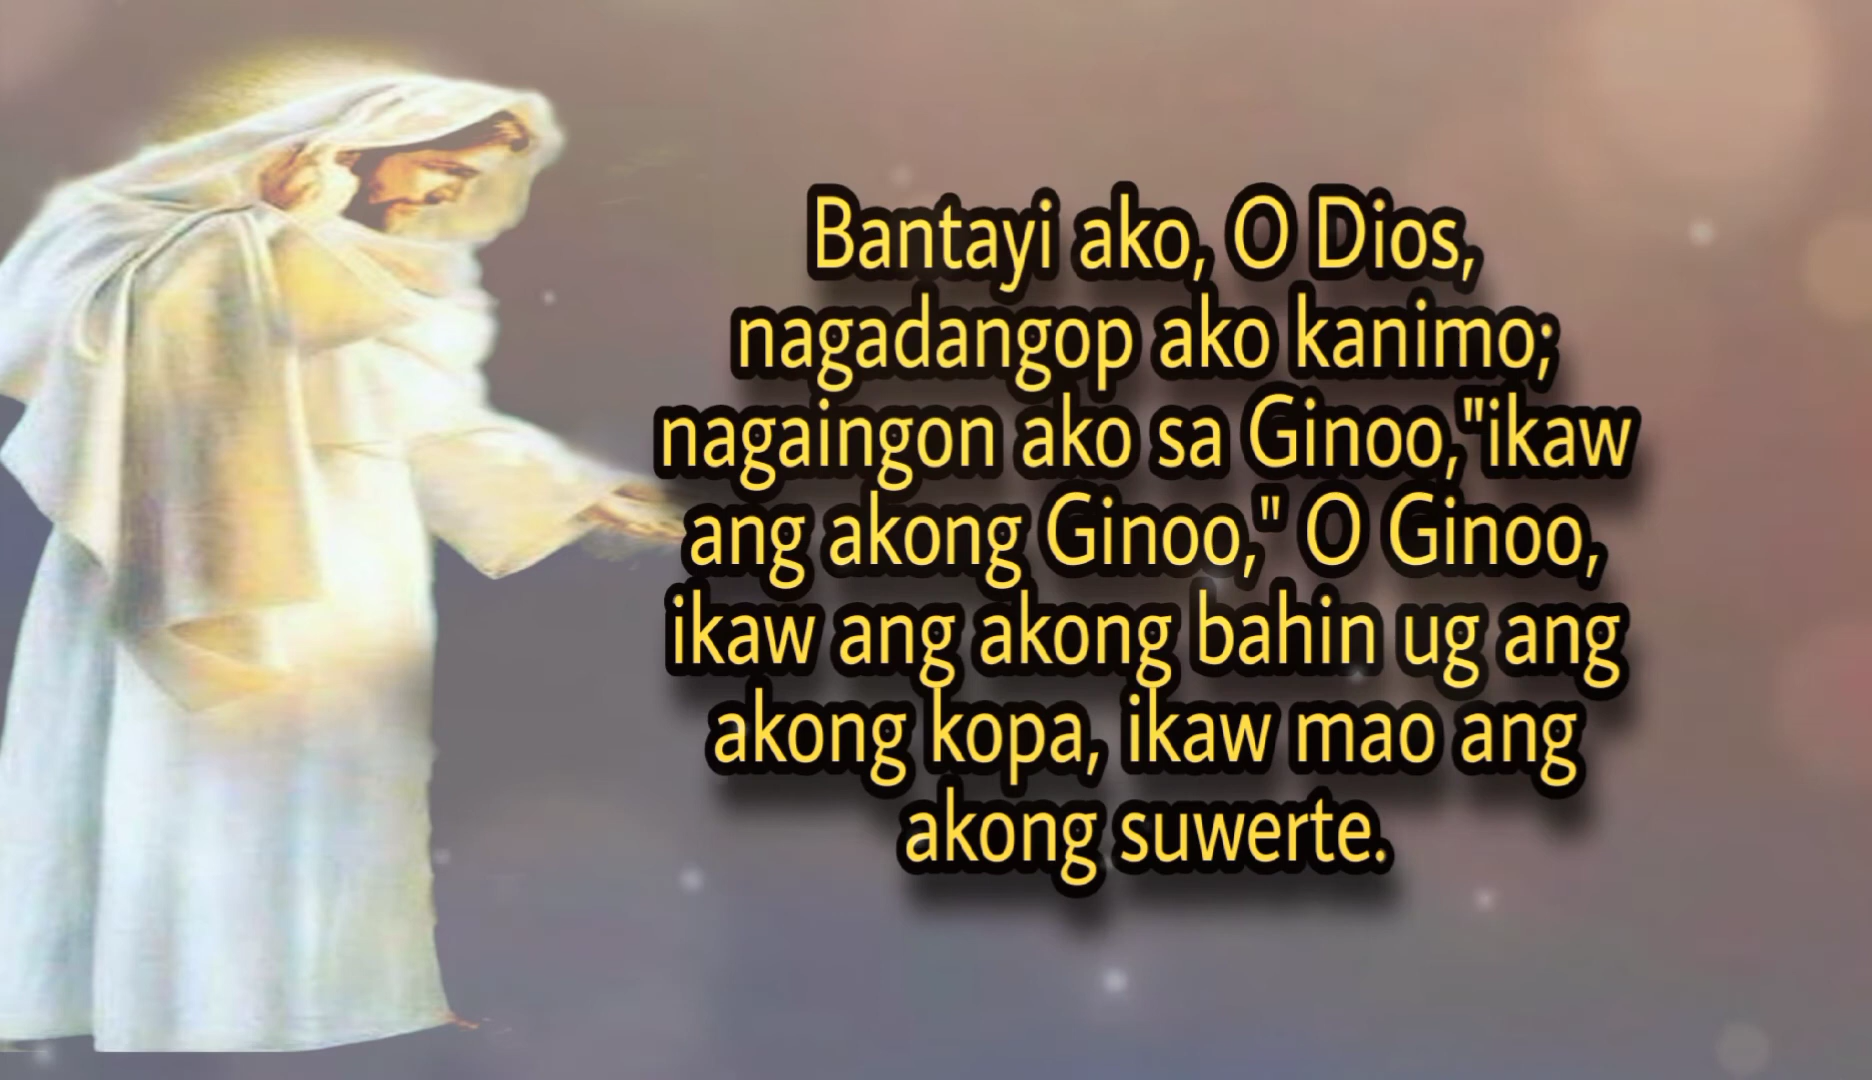 Bantayi ako, O Dios,
nagadangop ako kanimo;
nagaingon ako sa Ginoo,"ikaw
ang akong Ginoo," O Ginoo,
ikaw ang akong bahin ug ang
akong kopa, ikaw mao ang
akong suwerte.